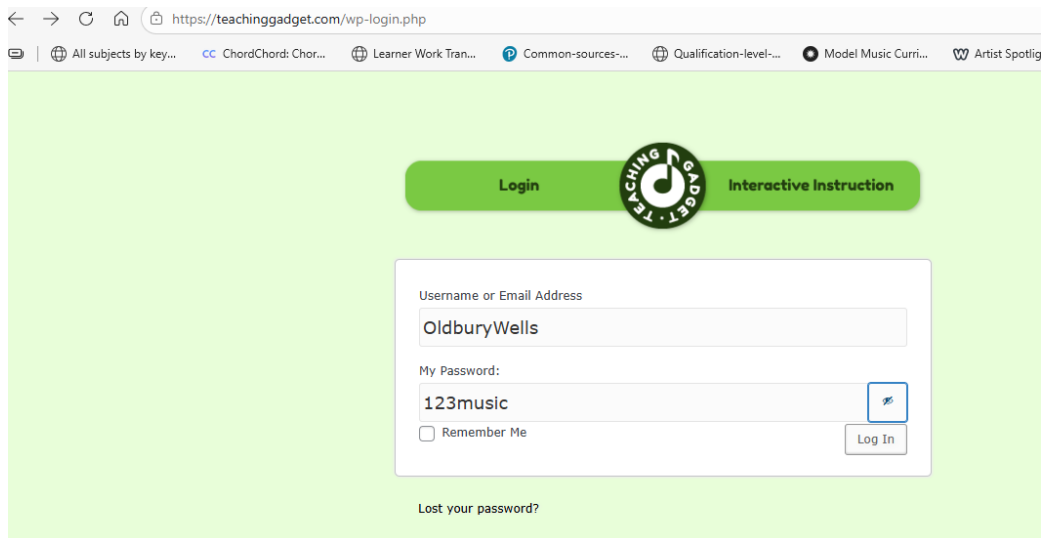 https://teachinggadget.com/wp-login.php
All subjects by key... CC ChordChord: Chor... Learner Work Tran... Common-sources-... Qualification-level-... Model Music Curri... Artist Spotlig
Login TEACHING GADGET Interactive Instruction
Username or Email Address
OldburyWells
My Password:
123music
Remember Me
Log In
Lost your password?